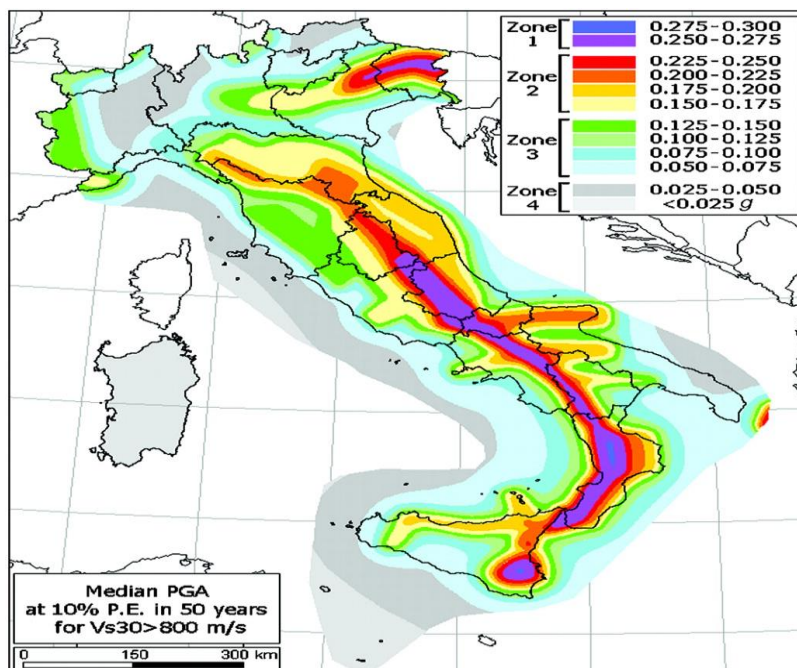 Zone 1
0.275-0.300
0.250-0.275
Zone 2
0.225-0.250
0.200-0.225
0.175-0.200
0.150-0.175
Zone 3
0.125-0.150
0.100-0.125
0.075-0.100
0.050-0.075
Zone 4
0.025-0.050
<0.025 g
Median PGA
at 10% P.E. in 50 years
for Vs30>800 m/s
0 150 300 km